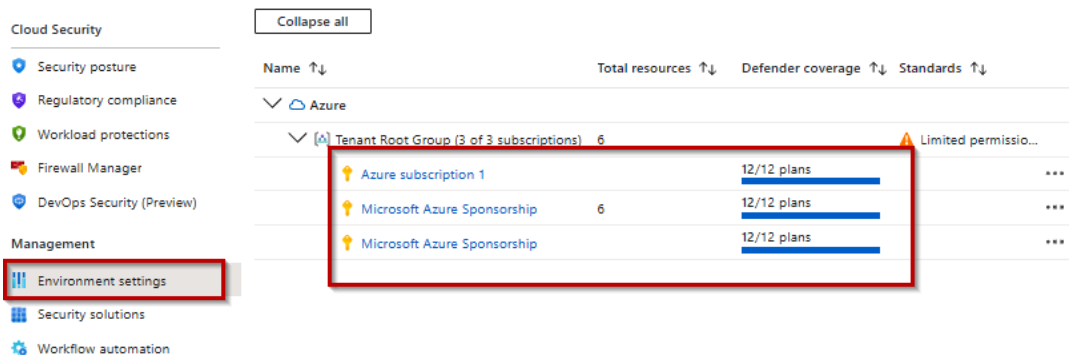 Cloud Security
Security posture
Regulatory compliance
Workload protections
Firewall Manager
DevOps Security (Preview)
Management
Environment settings
Security solutions
Workflow automation
Collapse all
Name ↑↓ Total resources ↑↓ Defender coverage ↑↓ Standards ↑↓
Azure
Tenant Root Group (3 of 3 subscriptions) 6 Limited permissio...
Azure subscription 1 12/12 plans
Microsoft Azure Sponsorship 6 12/12 plans
Microsoft Azure Sponsorship 12/12 plans